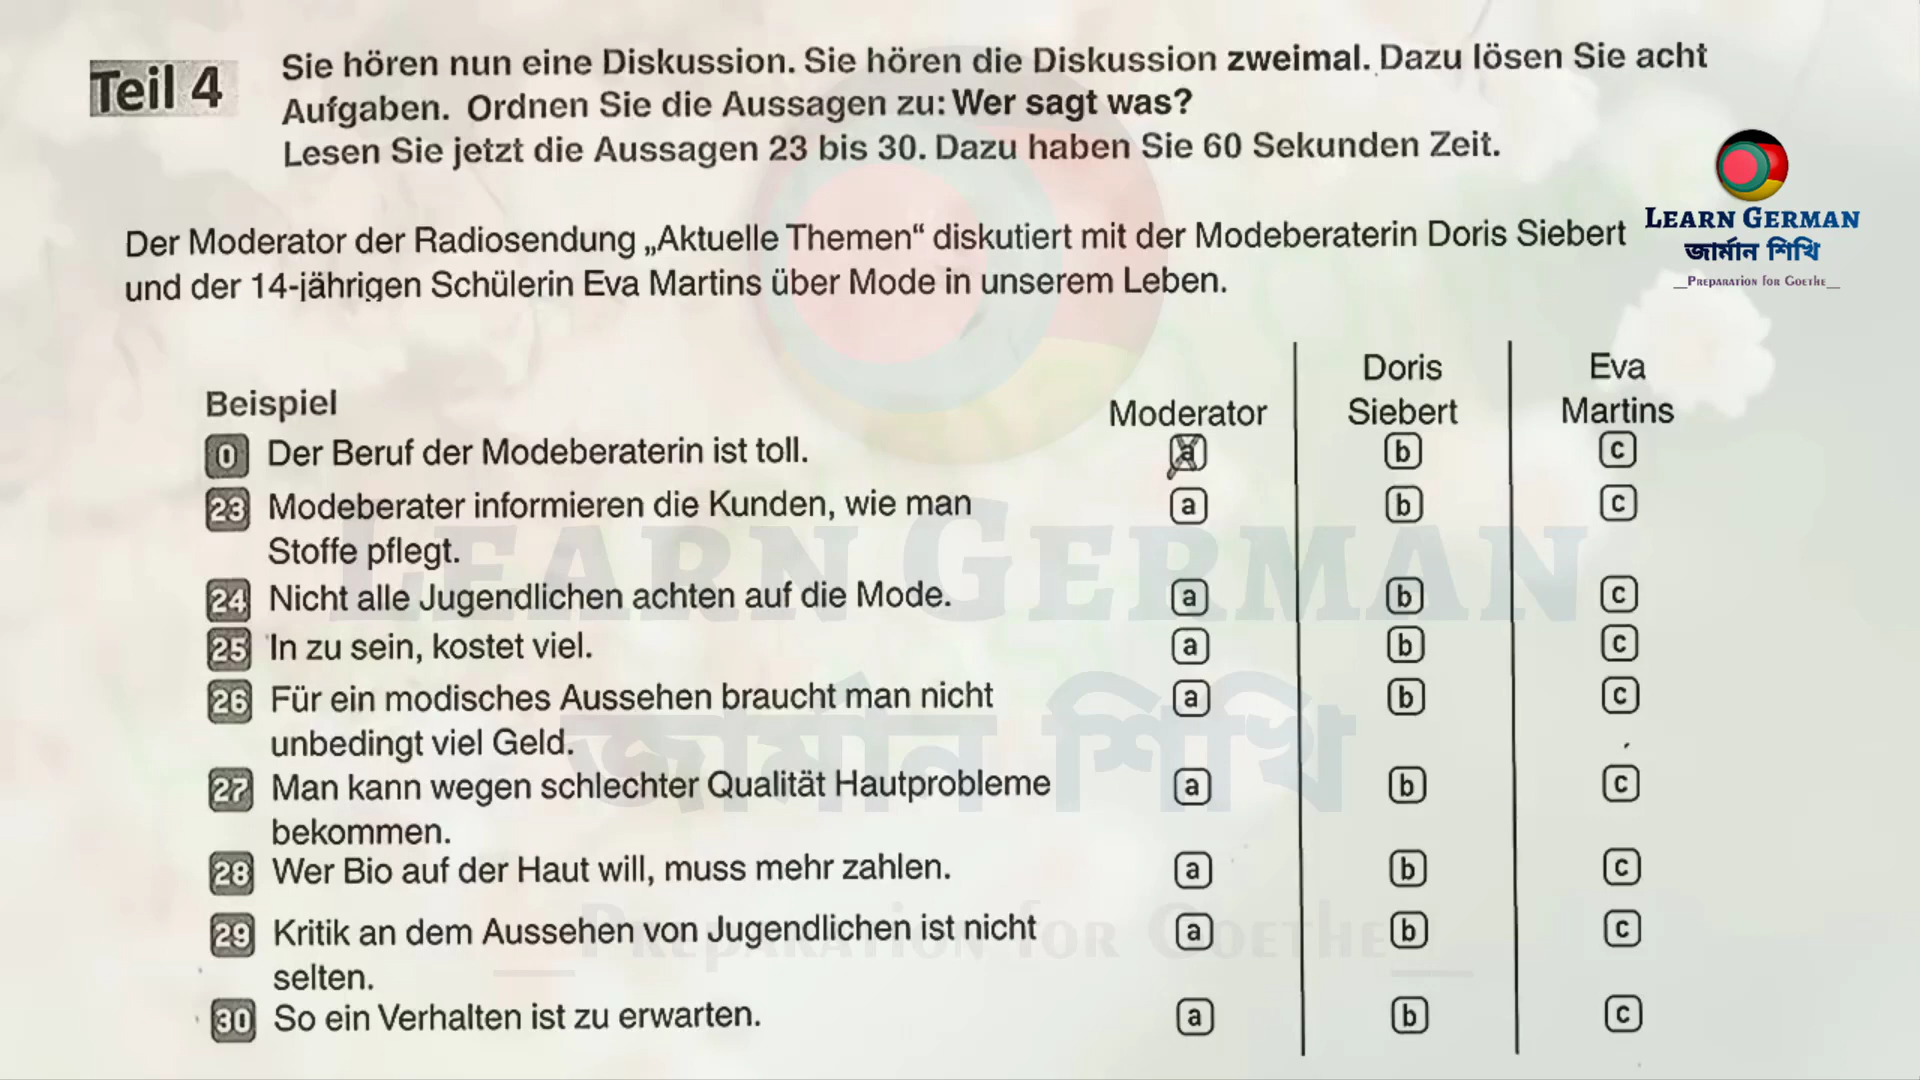 Teil 4
Sie hören nun eine Diskussion. Sie hören die Diskussion zweimal. Dazu lösen Sie acht
Aufgaben. Ordnen Sie die Aussagen zu: Wer sagt was?
Lesen Sie jetzt die Aussagen 23 bis 30. Dazu haben Sie 60 Sekunden Zeit.
LEARN GERMAN
জার্মান শিখি
__PREPARATION for GOETHE__
Der Moderator der Radiosendung „Aktuelle Themen“ diskutiert mit der Modeberaterin Doris Siebert
und der 14-jährigen Schülerin Eva Martins über Mode in unserem Leben.
Doris Eva
Beispiel Moderator Siebert Martins
0 Der Beruf der Modeberaterin ist toll. a b c
23 Modeberater informieren die Kunden, wie man a b c
Stoffe pflegt.
24 Nicht alle Jugendlichen achten auf die Mode. a b c
25 In zu sein, kostet viel. a b c
26 Für ein modisches Aussehen braucht man nicht a b c
unbedingt viel Geld.
27 Man kann wegen schlechter Qualität Hautprobleme a b c
bekommen.
28 Wer Bio auf der Haut will, muss mehr zahlen. a b c
29 Kritik an dem Aussehen von Jugendlichen ist nicht a b c
selten.
30 So ein Verhalten ist zu erwarten. a b c
LEARN GERMAN
জার্মান শিখি
__PREPARATION for GOETHE__